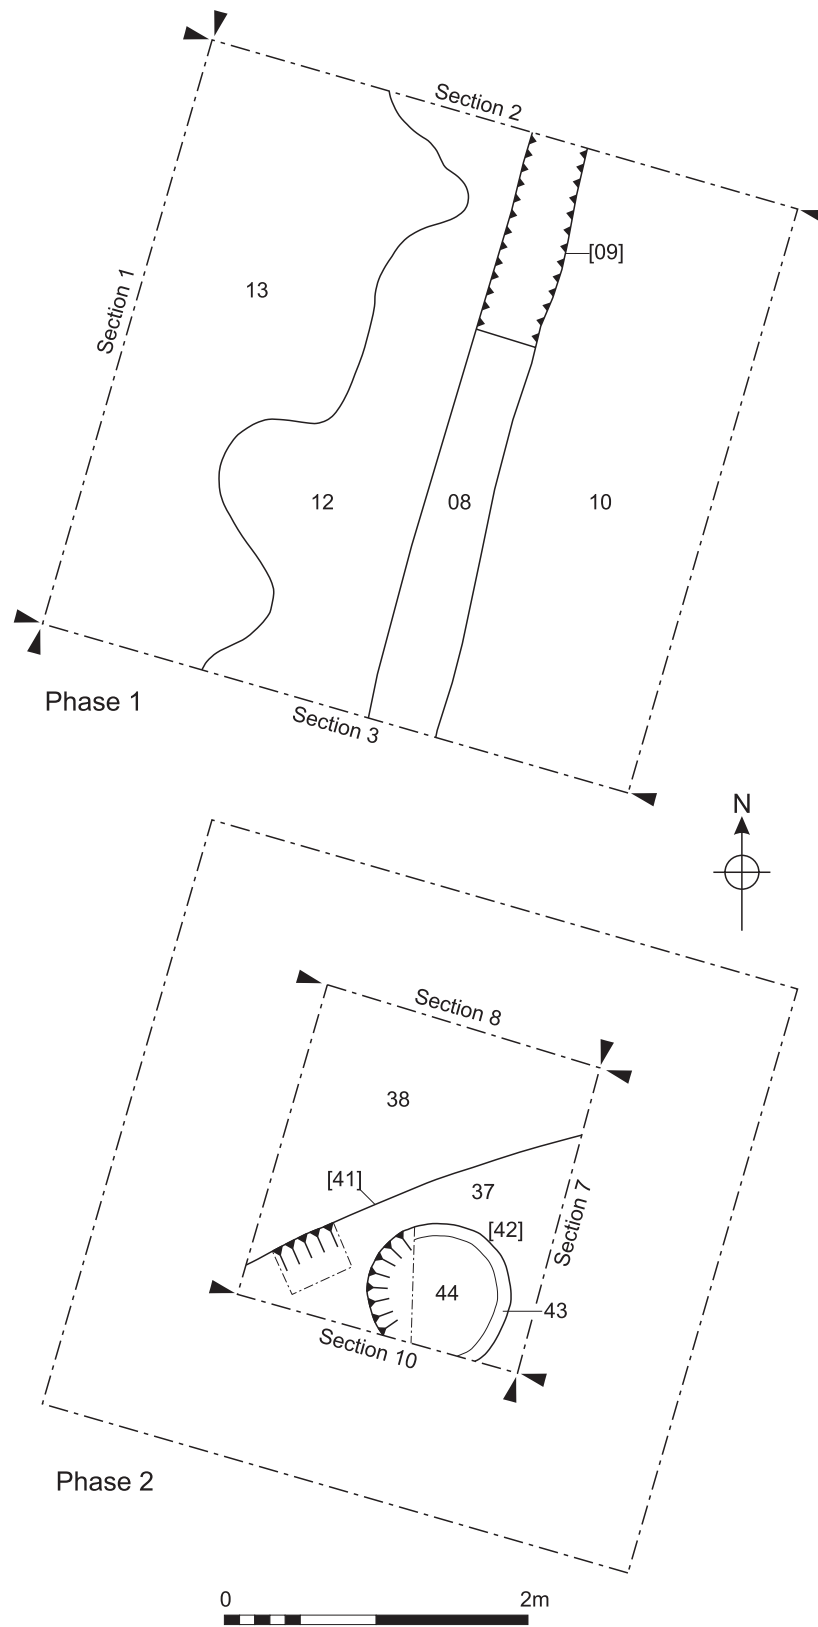 Section 2
[09]
13
Section 1
12
08
10
Phase 1
Section 3
N
Section 8
38
[41]
37
[42]
Section 7
44
43
Section 10
Phase 2
0 2m